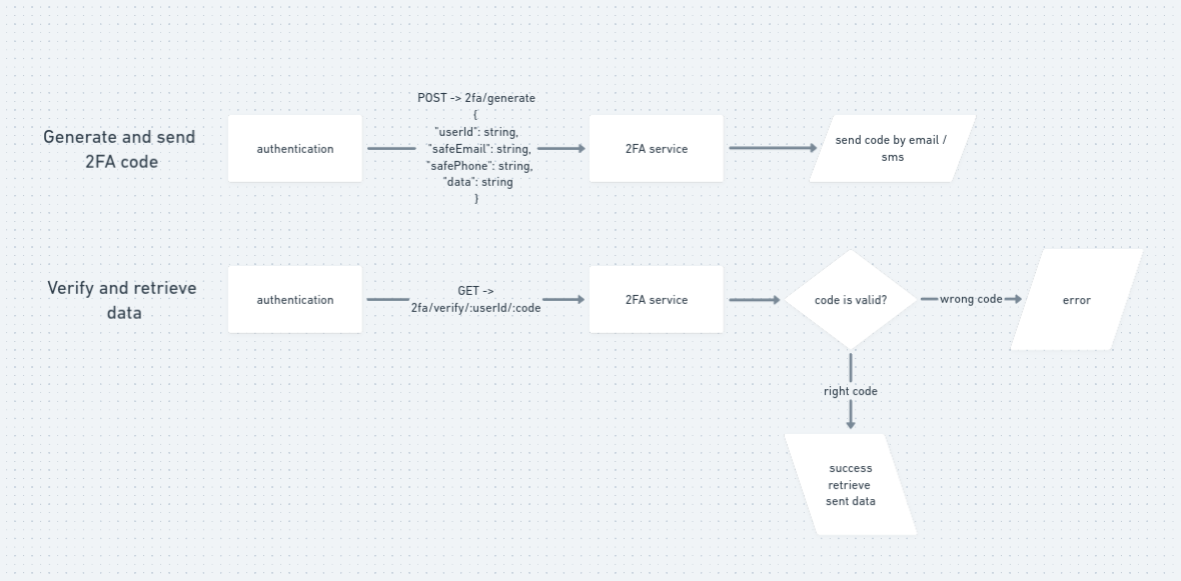 Generate and send
2FA code
authentication
POST -> 2fa/generate
{
"userId": string,
"safeEmail": string,
"safePhone": string,
"data": string
}
2FA service
send code by email /
sms
Verify and retrieve
data
authentication
GET ->
2fa/verify/:userId/:code
2FA service
code is valid?
wrong code
error
right code
success
retrieve
sent data